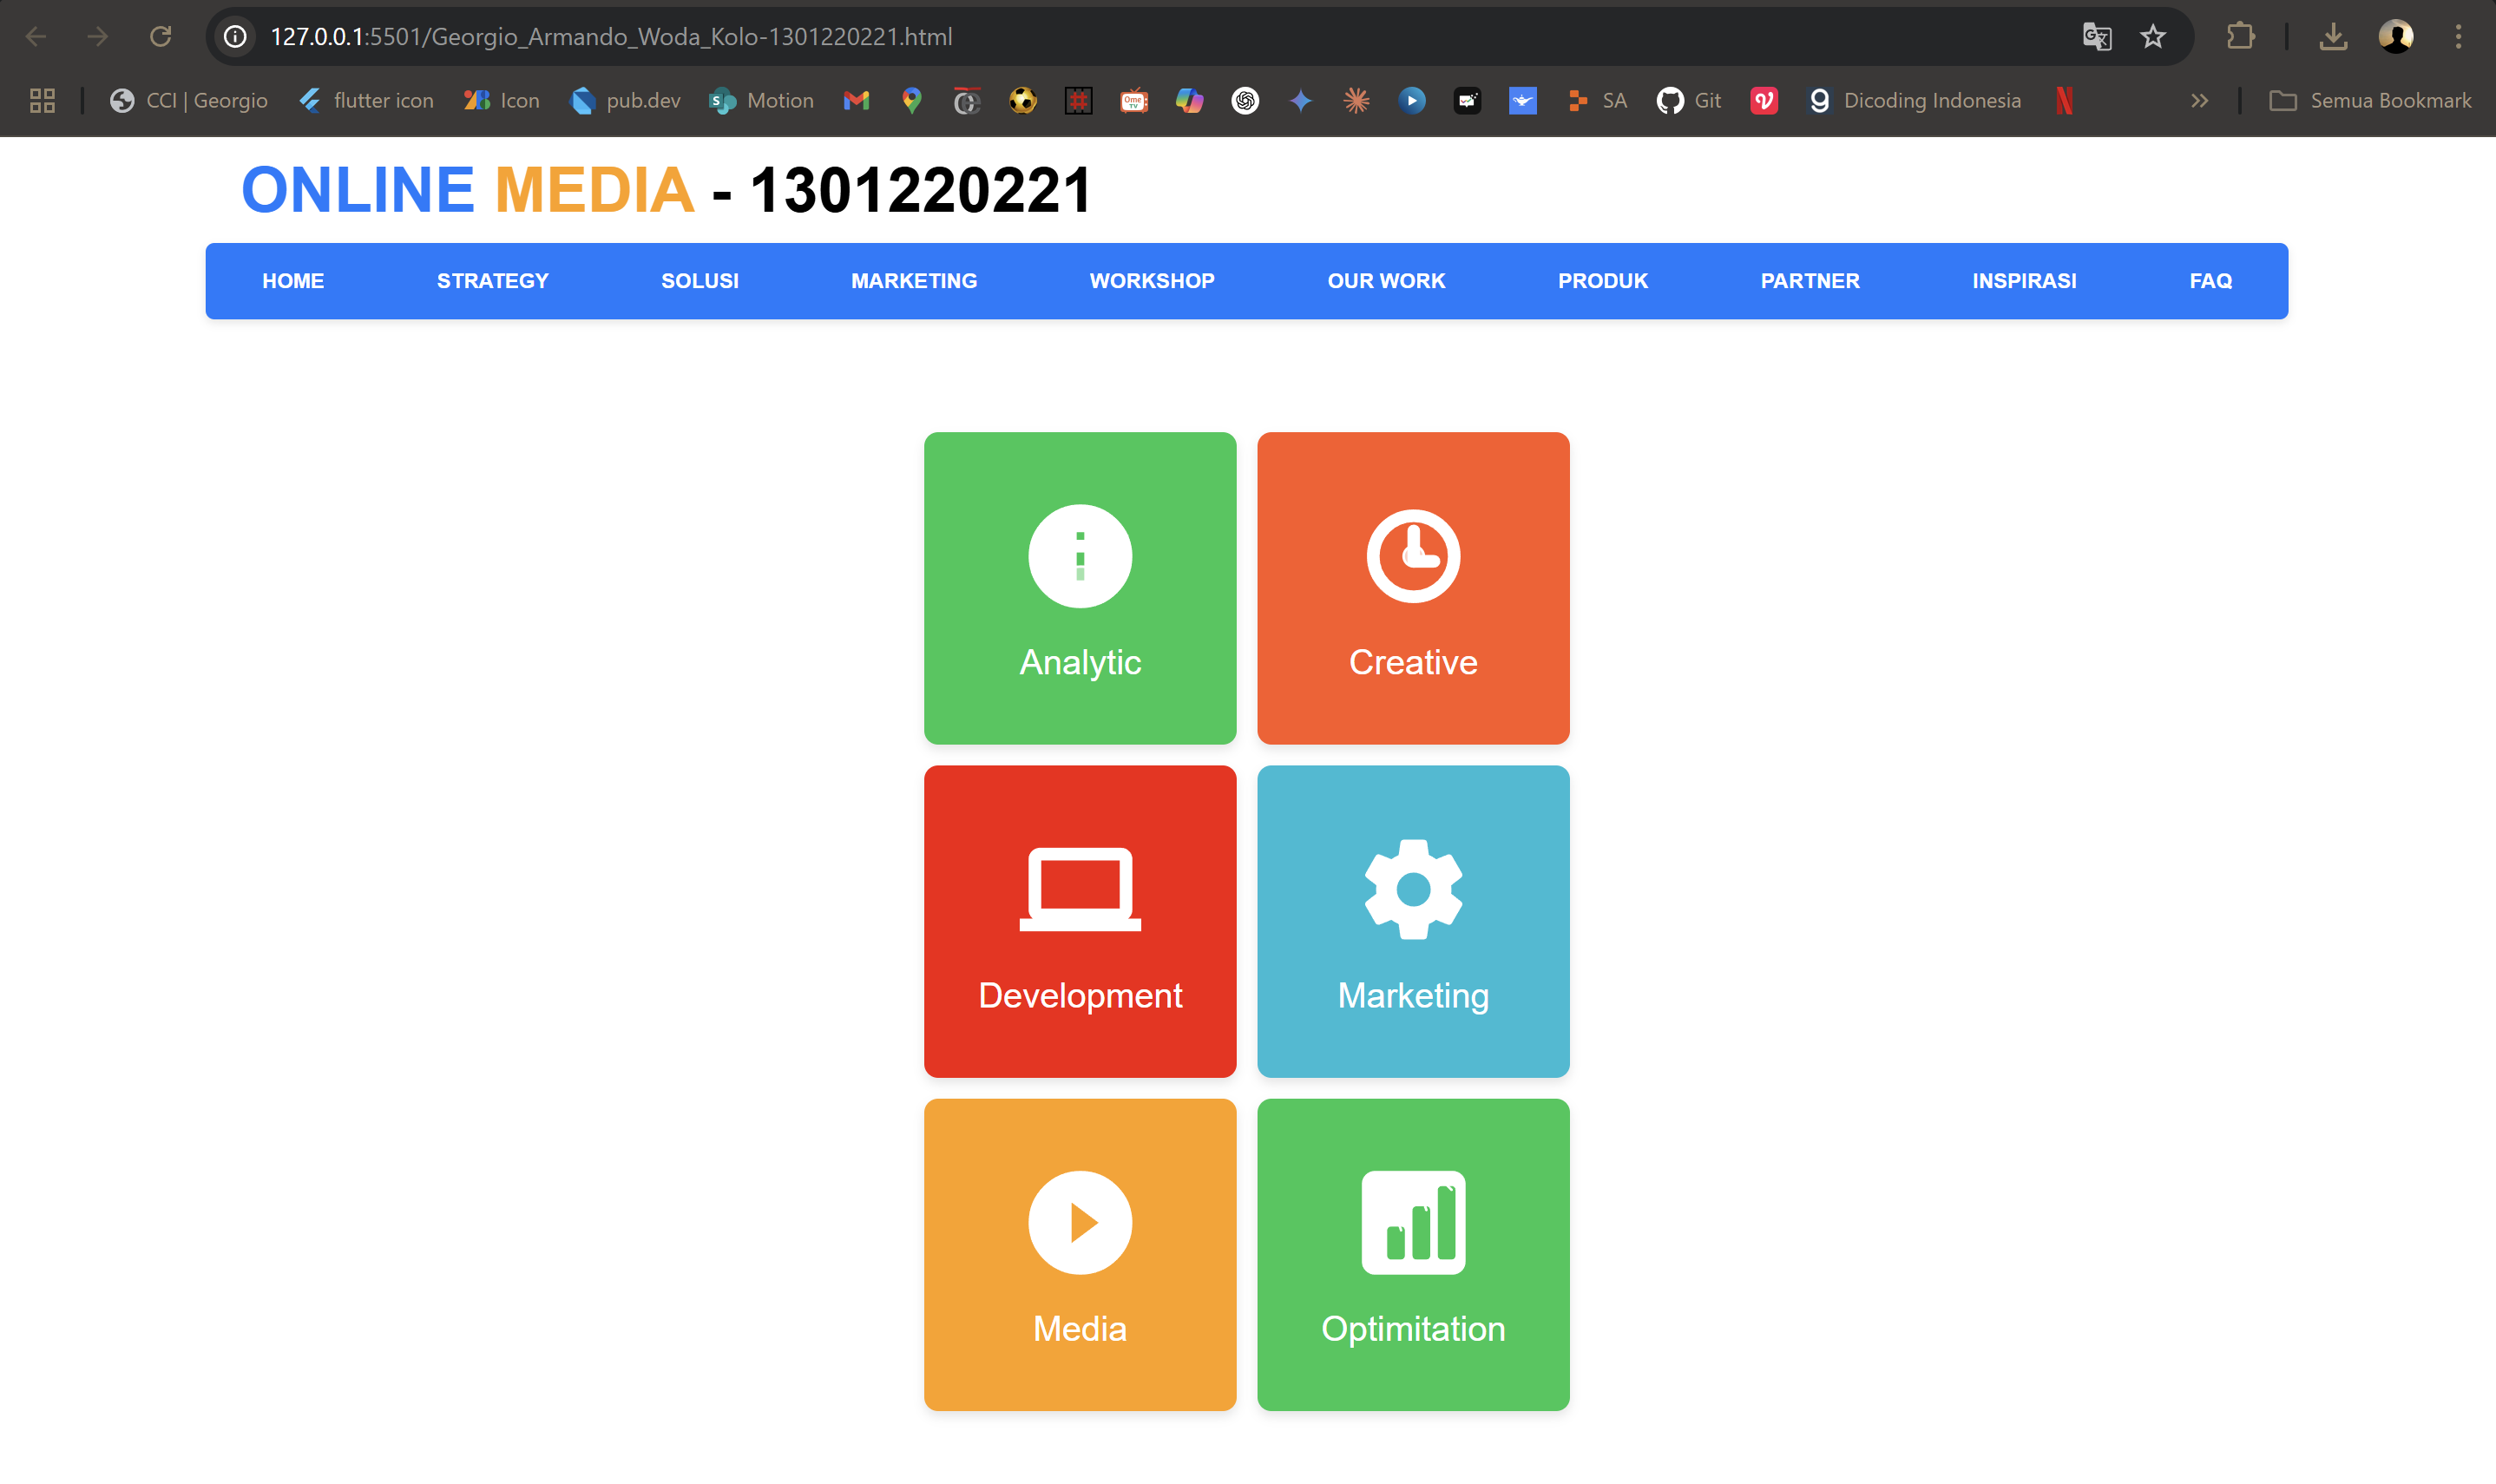 127.0.0.1:5501/Georgio_Armando_Woda_Kolo-1301220221.html
CCI | Georgio flutter icon Icon pub.dev Motion SA Git Dicoding Indonesia Semua Bookmark
ONLINE MEDIA - 1301220221
HOME STRATEGY SOLUSI MARKETING WORKSHOP OUR WORK PRODUK PARTNER INSPIRASI FAQ
Analytic Creative
Development Marketing
Media Optimitation